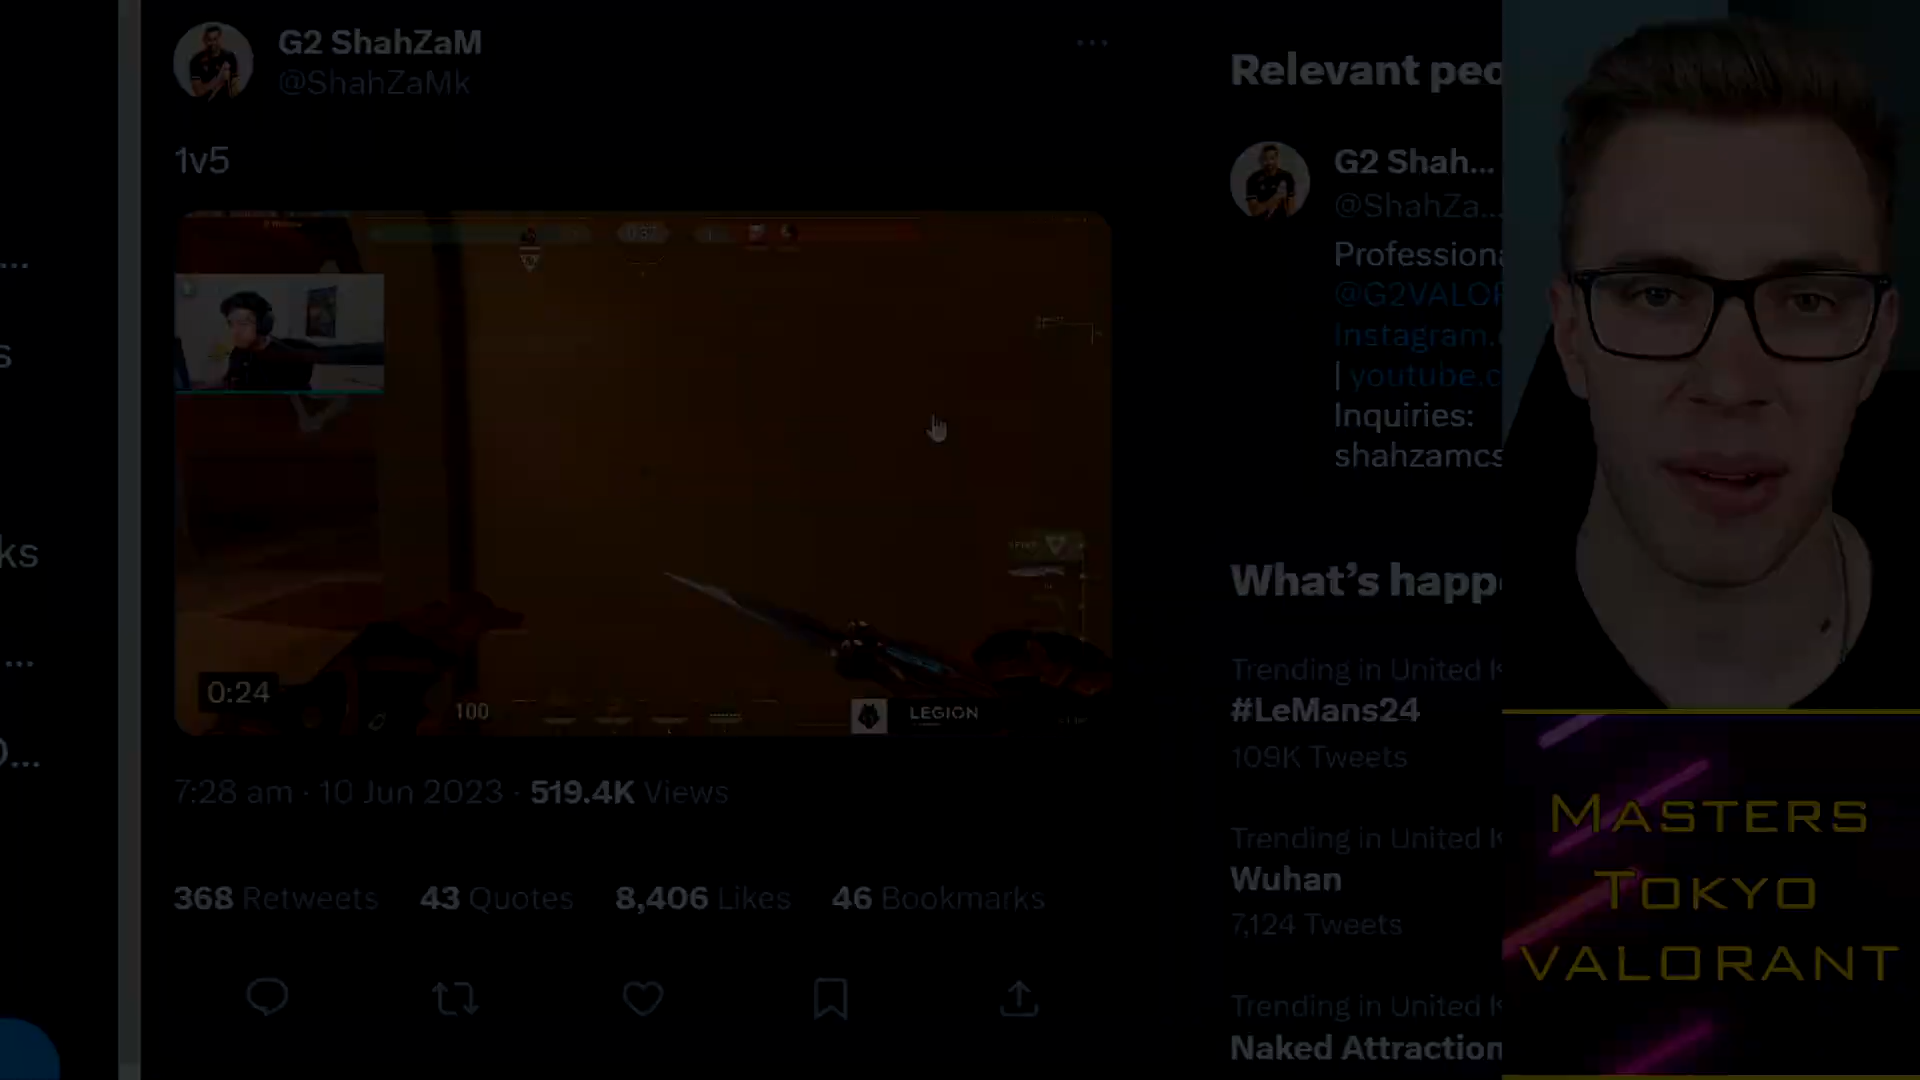 G2 ShahZaM
@ShahZaMk
1v5
0:24
100
LEGION
7:28 am · 10 Jun 2023 · 519.4K Views
368 Retweets 43 Quotes 8,406 Likes 46 Bookmarks
...
s
ks
...
Relevant peo
G2 Shah...
@ShahZa...
Professiona
@G2VALOR
Instagram.c
| youtube.c
Inquiries:
shahzamcs
What's happe
Trending in United K
#LeMans24
109K Tweets
Trending in United K
Wuhan
7,124 Tweets
Trending in United K
Naked Attraction
MASTERS
TOKYO
VALORANT